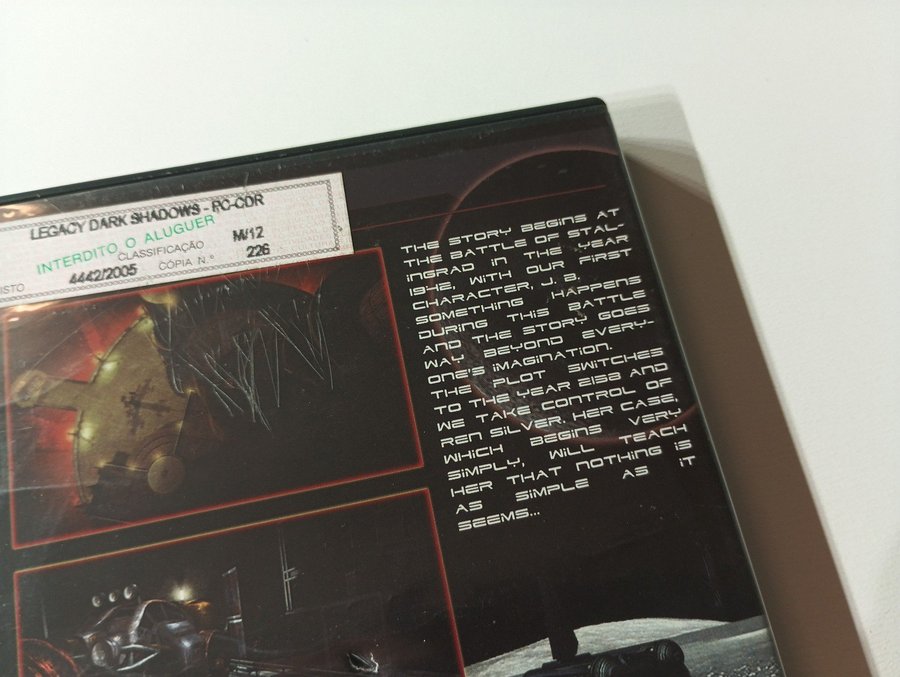 LEGACY DARK SHADOWS - PC-CDR
INTERDITO O ALUGUER
CLASSIFICAÇÃO M/12
ISTO 4442/2005 CÓPIA N.º 226
THE STORY BEGINS AT
THE BATTLE OF STAL-
INGRAD IN THE YEAR
1942, WITH OUR FIRST
CHARACTER, J. B.
SOMETHING HAPPENS
DURING THIS BATTLE
AND THE STORY GOES
WAY BEYOND EVERY-
ONE'S IMAGINATION.
THE PLOT SWITCHES
TO THE YEAR 2158 AND
WE TAKE CONTROL OF
REN SILVER. HER CASE,
WHICH BEGINS VERY
SIMPLY, WILL TEACH
HER THAT NOTHING IS
AS SIMPLE AS IT
SEEMS...